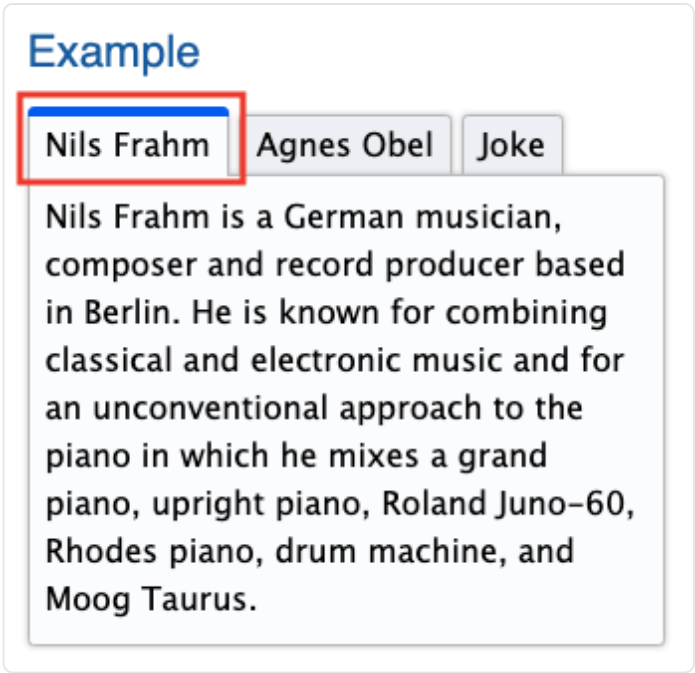 Example
Nils Frahm Agnes Obel Joke
Nils Frahm is a German musician,
composer and record producer based
in Berlin. He is known for combining
classical and electronic music and for
an unconventional approach to the
piano in which he mixes a grand
piano, upright piano, Roland Juno-60,
Rhodes piano, drum machine, and
Moog Taurus.